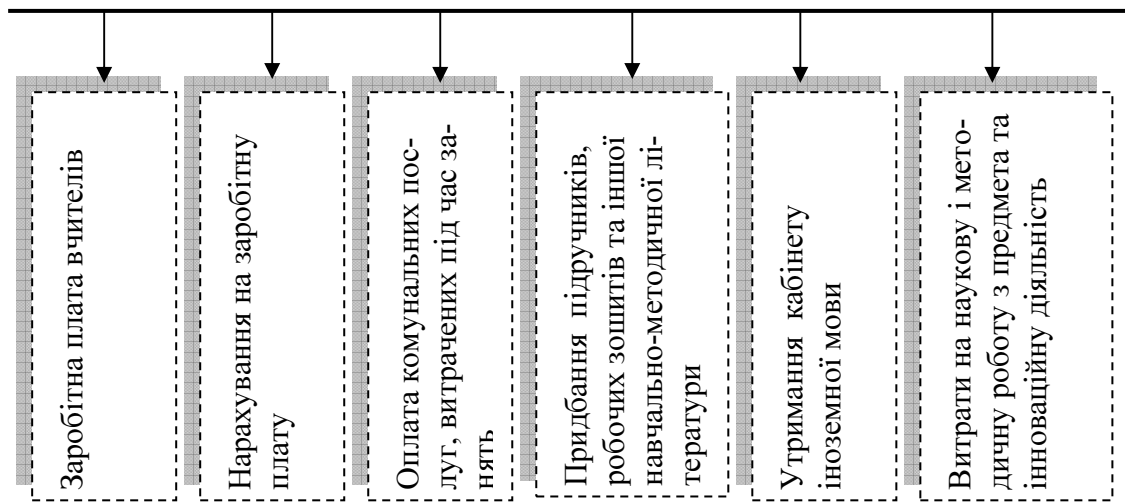 Заробітна плата вчителів
Нарахування на заробітну
плату
Оплата комунальних пос-
луг, витрачених під час за-
нять
Придбання підручників,
робочих зошитів та іншої
навчально-методичної лі-
тератури
Утримання кабінету
іноземної мови
Витрати на наукову і мето-
дичну роботу з предмета та
інноваційну діяльність